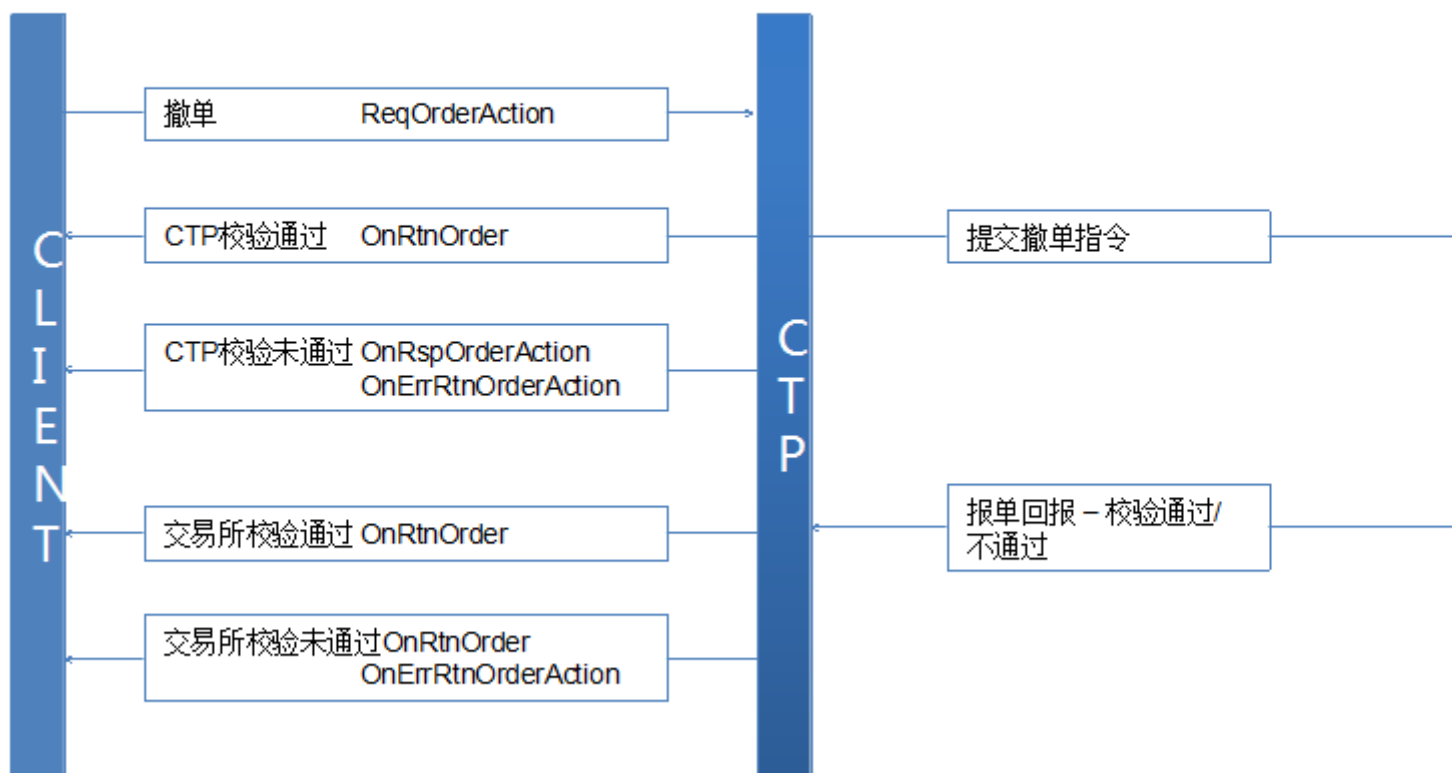 撤单 ReqOrderAction
CTP校验通过 OnRtnOrder
提交撤单指令
CTP校验未通过 OnRspOrderAction
OnErrRtnOrderAction
CLIENT
CTP
报单回报 – 校验通过/
不通过
交易所校验通过 OnRtnOrder
交易所校验未通过OnRtnOrder
OnErrRtnOrderAction